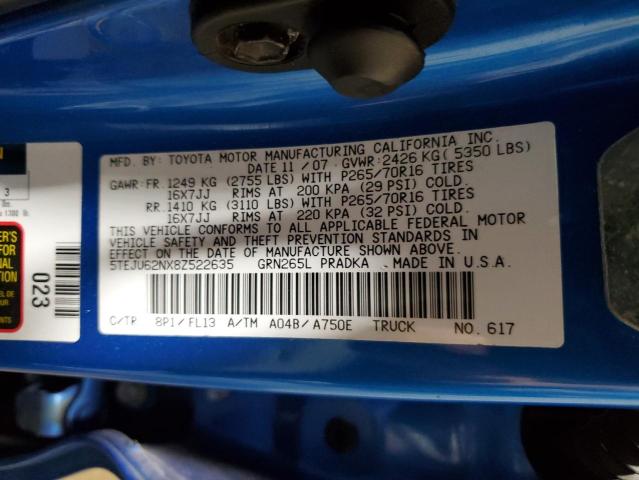 MFD. BY: TOYOTA MOTOR MANUFACTURING CALIFORNIA INC.
DATE 11 / 07 GVWR: 2426 KG ( 5350 LBS)
GAWR: FR. 1249 KG (2755 LBS) WITH P265/70R16 TIRES
16X7JJ RIMS AT 200 KPA (29 PSI) COLD.
RR. 1410 KG (3110 LBS) WITH P265/70R16 TIRES
16X7JJ RIMS AT 220 KPA (32 PSI) COLD.
THIS VEHICLE CONFORMS TO ALL APPLICABLE FEDERAL MOTOR
VEHICLE SAFETY AND THEFT PREVENTION STANDARDS IN
EFFECT ON THE DATE OF MANUFACTURE SHOWN ABOVE.
5TEJU62NX8Z522635 GRN265L PRADKA MADE IN U.S.A.
C/TR 8P1/FL13 A/TM A04B/A750E TRUCK NO. 617
023
3